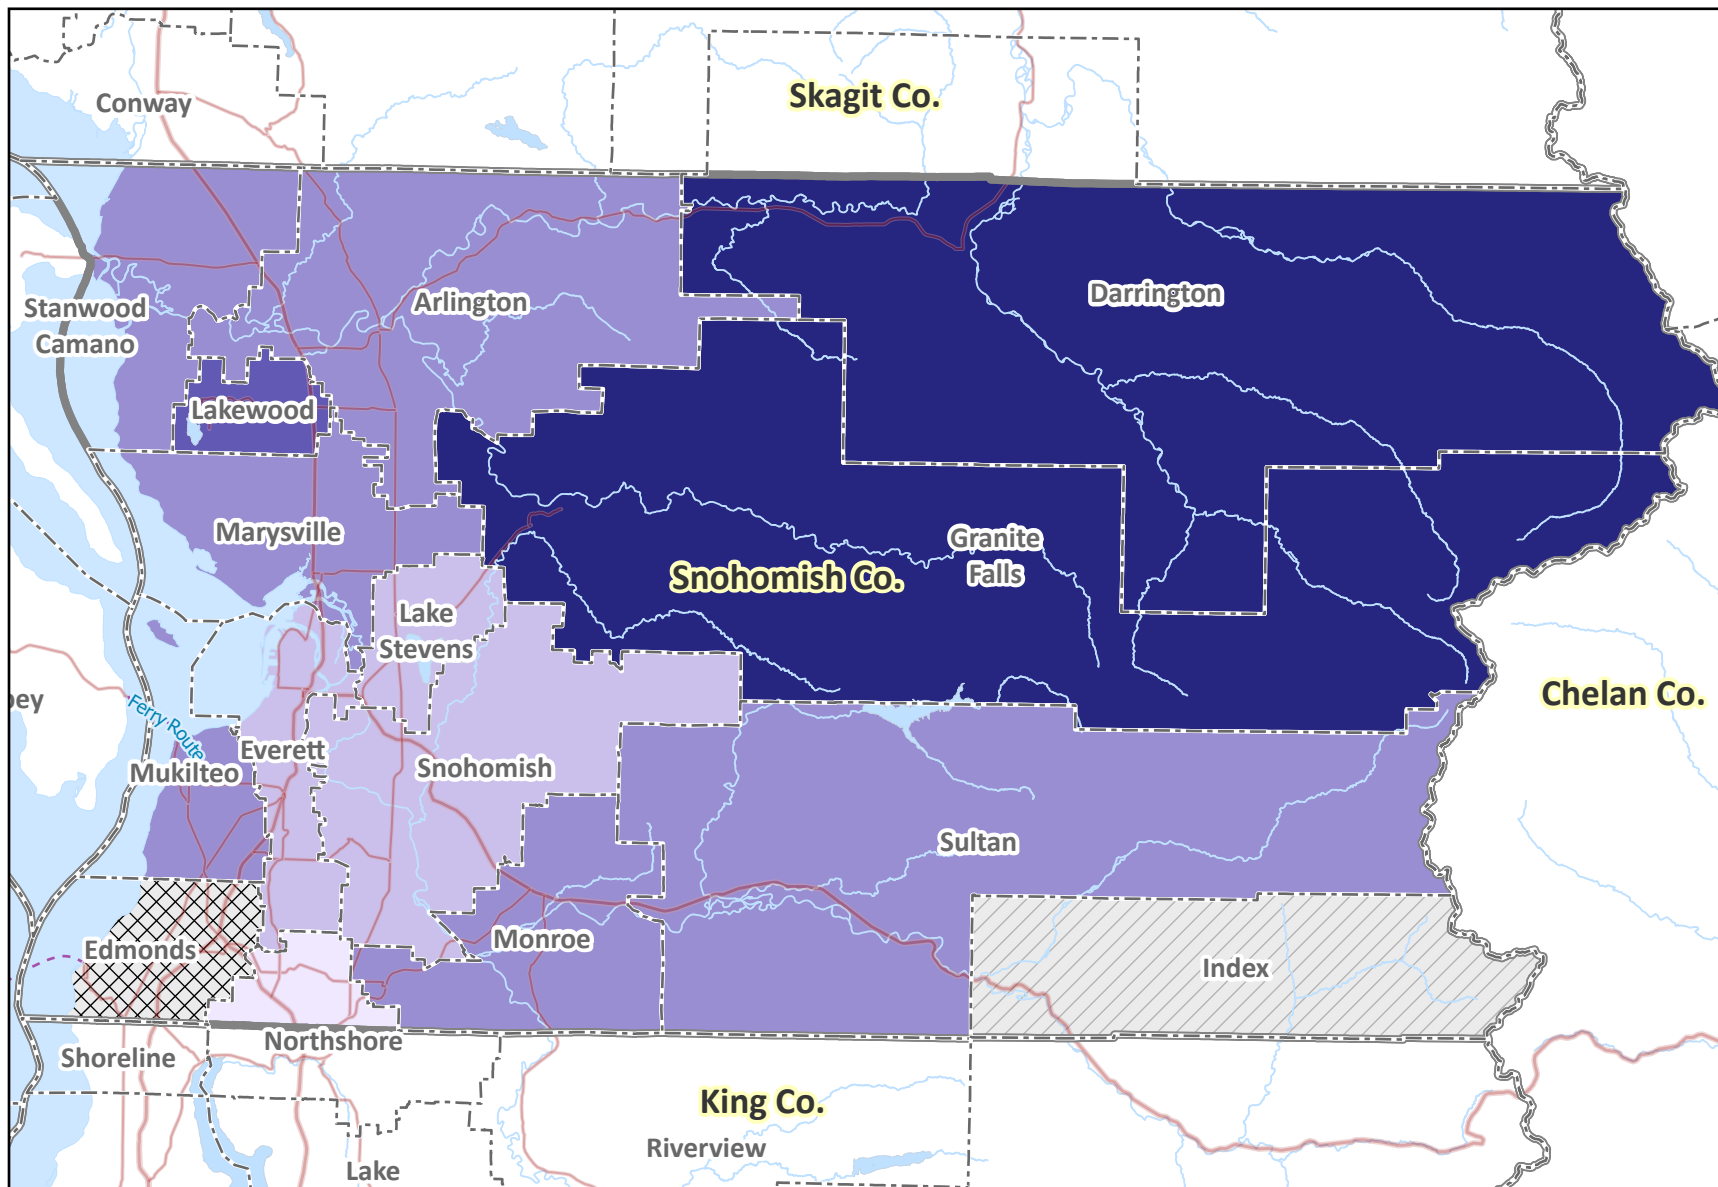 Conway
Skagit Co.
Stanwood
Camano
Arlington
Darrington
Lakewood
Marysville
Granite
Falls
Snohomish Co.
Lake
Stevens
Chelan Co.
Ferry Route
Mukilteo
Everett
Snohomish
Sultan
Edmonds
Monroe
Index
Northshore
Shoreline
King Co.
Riverview
Lake